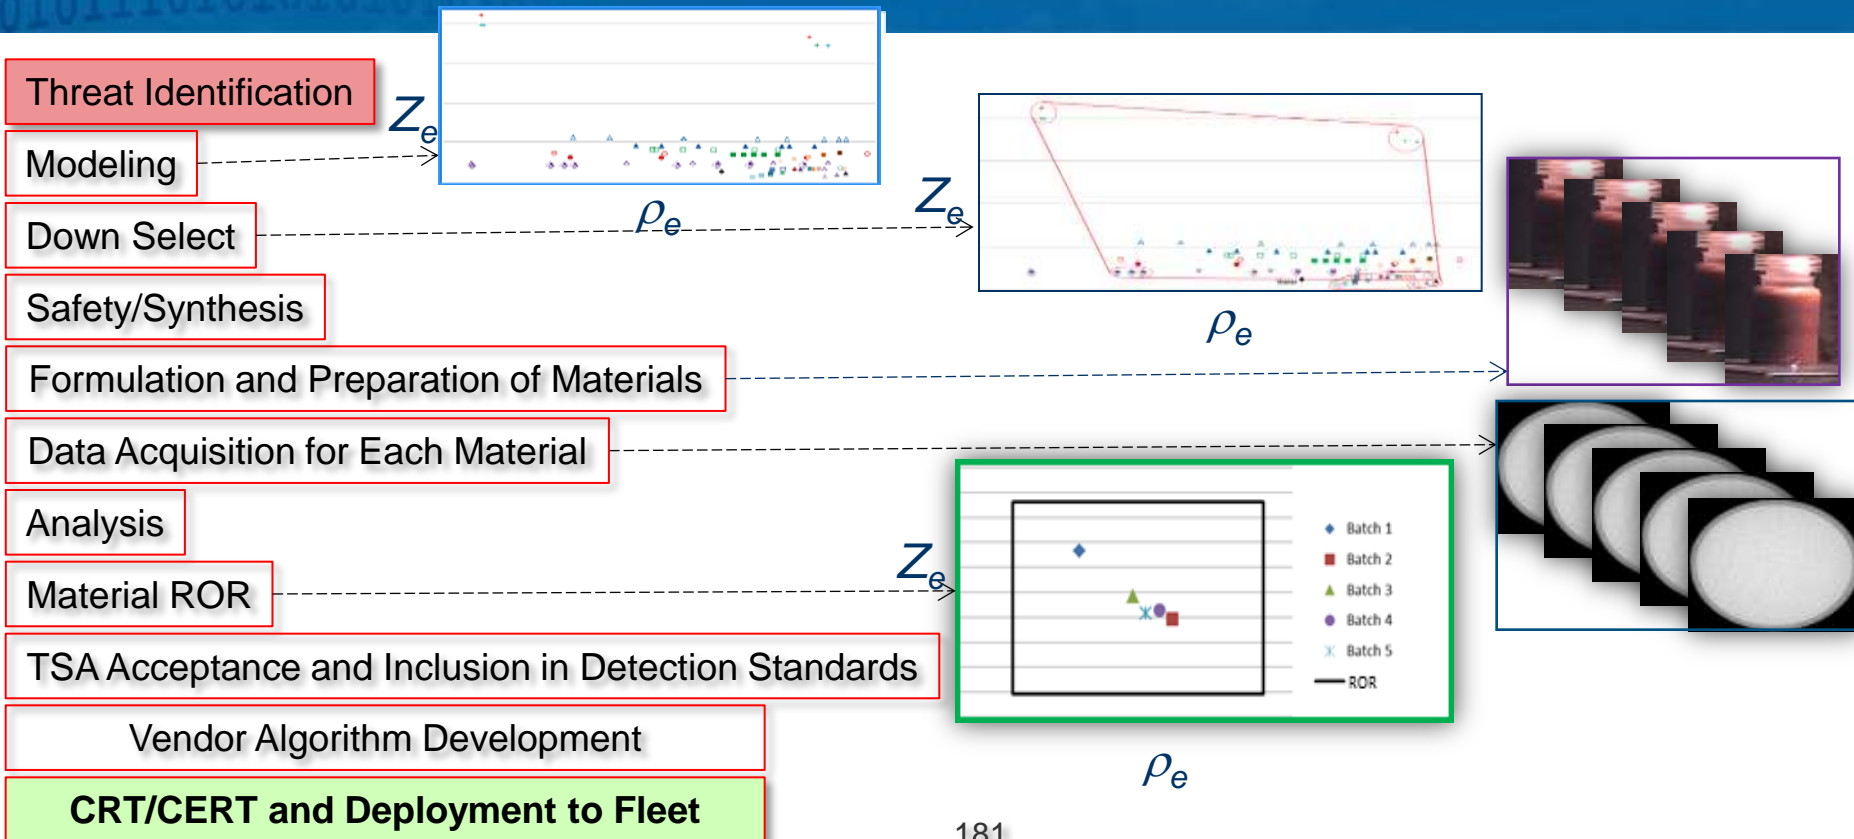 Threat Identification
Modeling
Down Select
Safety/Synthesis
Formulation and Preparation of Materials
Data Acquisition for Each Material
Analysis
Material ROR
TSA Acceptance and Inclusion in Detection Standards
Vendor Algorithm Development
CRT/CERT and Deployment to Fleet
Ze
ρe
Ze
ρe
Ze
Batch 1
Batch 2
Batch 3
Batch 4
Batch 5
ROR
ρe
181